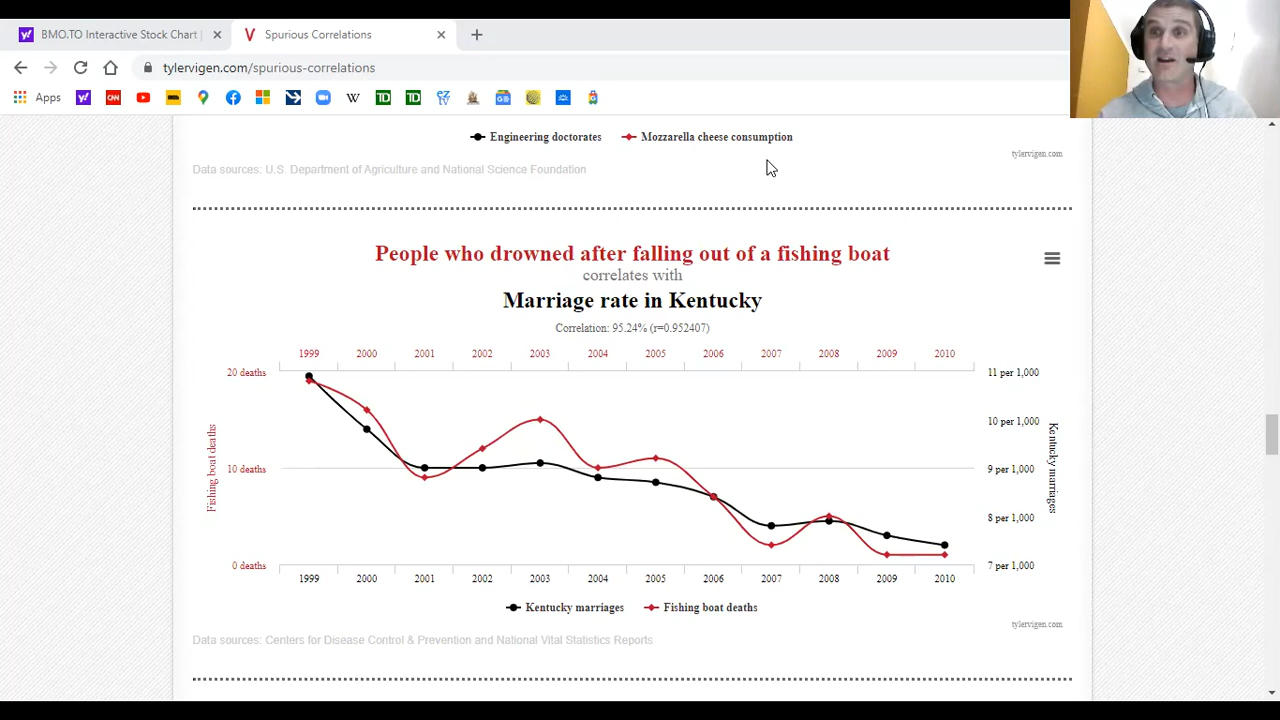 BMO.TO Interactive Stock Chart |
Spurious Correlations
tylervigen.com/spurious-correlations
Apps
Engineering doctorates Mozzarella cheese consumption
tylervigen.com
Data sources: U.S. Department of Agriculture and National Science Foundation
People who drowned after falling out of a fishing boat
correlates with
Marriage rate in Kentucky
Correlation: 95.24% (r=0.952407)
1999 2000 2001 2002 2003 2004 2005 2006 2007 2008 2009 2010
20 deaths
11 per 1,000
10 per 1,000
Fishing boat deaths
10 deaths
9 per 1,000
Kentucky marriages
8 per 1,000
0 deaths
7 per 1,000
1999 2000 2001 2002 2003 2004 2005 2006 2007 2008 2009 2010
Kentucky marriages Fishing boat deaths
tylervigen.com
Data sources: Centers for Disease Control & Prevention and National Vital Statistics Reports